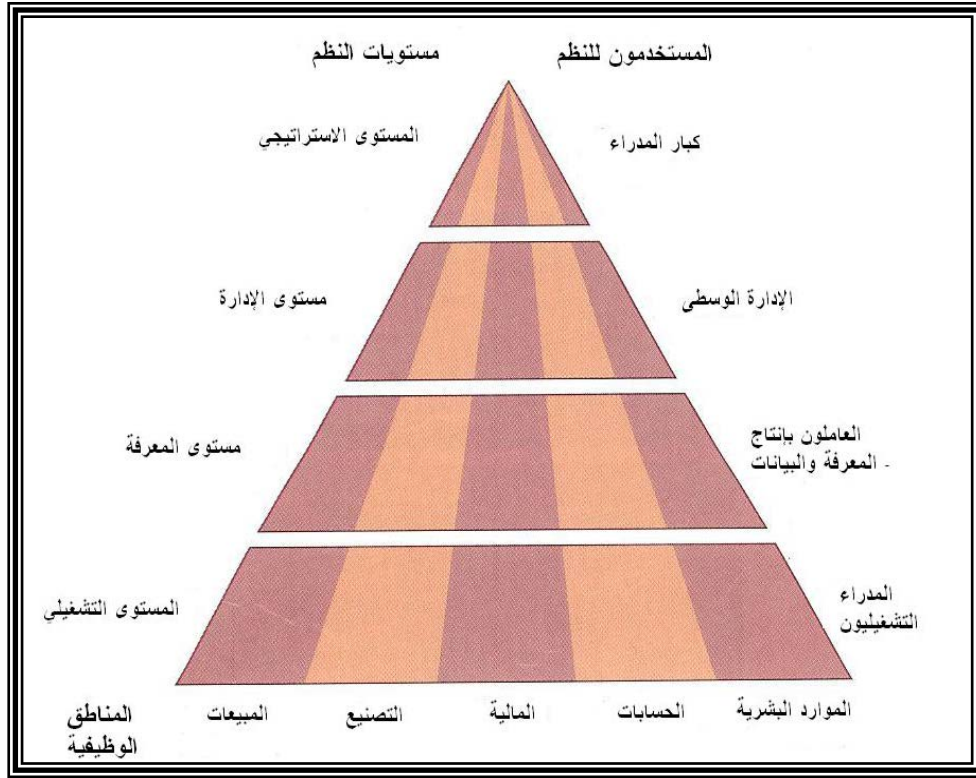 المستخدمون للنظم
مستويات النظم
كبار المدراء
المستوى الاستراتيجي
الإدارة الوسطى
مستوى الإدارة
العاملون بإنتاج
المعرفة والبيانات -
مستوى المعرفة
المدراء
التشغيليون
المستوى التشغيلي
الموارد البشرية
الحسابات
المالية
التصنيع
المبيعات
المناطق
الوظيفية